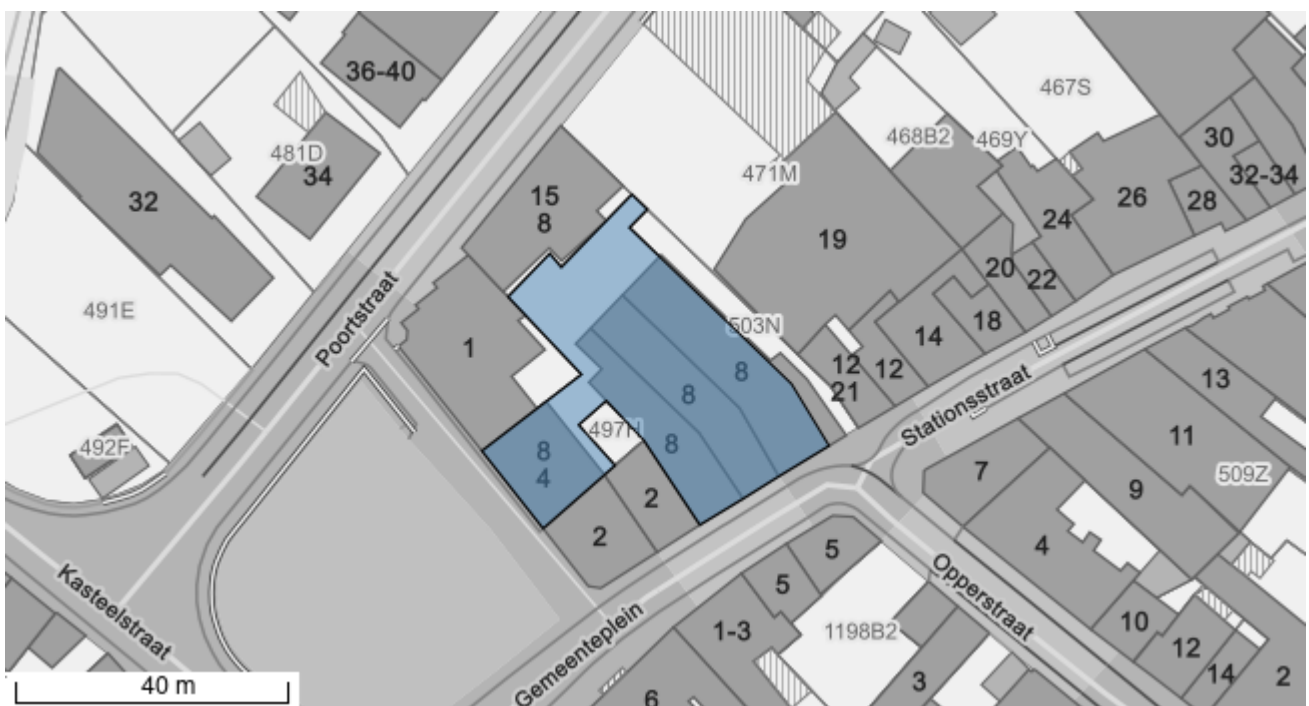 36-40
467S
481D
34
468B2
469Y
30
32-34
32
15
8
471M
26
28
24
19
20
22
491E
Poortstraat
1
503N
14
18
12
12
21
8
8
8
Stationsstraat
13
492F
8
4
497H
2
2
11
509Z
7
9
4
5
5
Opperstraat
Kasteelstraat
Gemeenteplein
1-3
1198B2
10
12
14
2
3
6
40 m